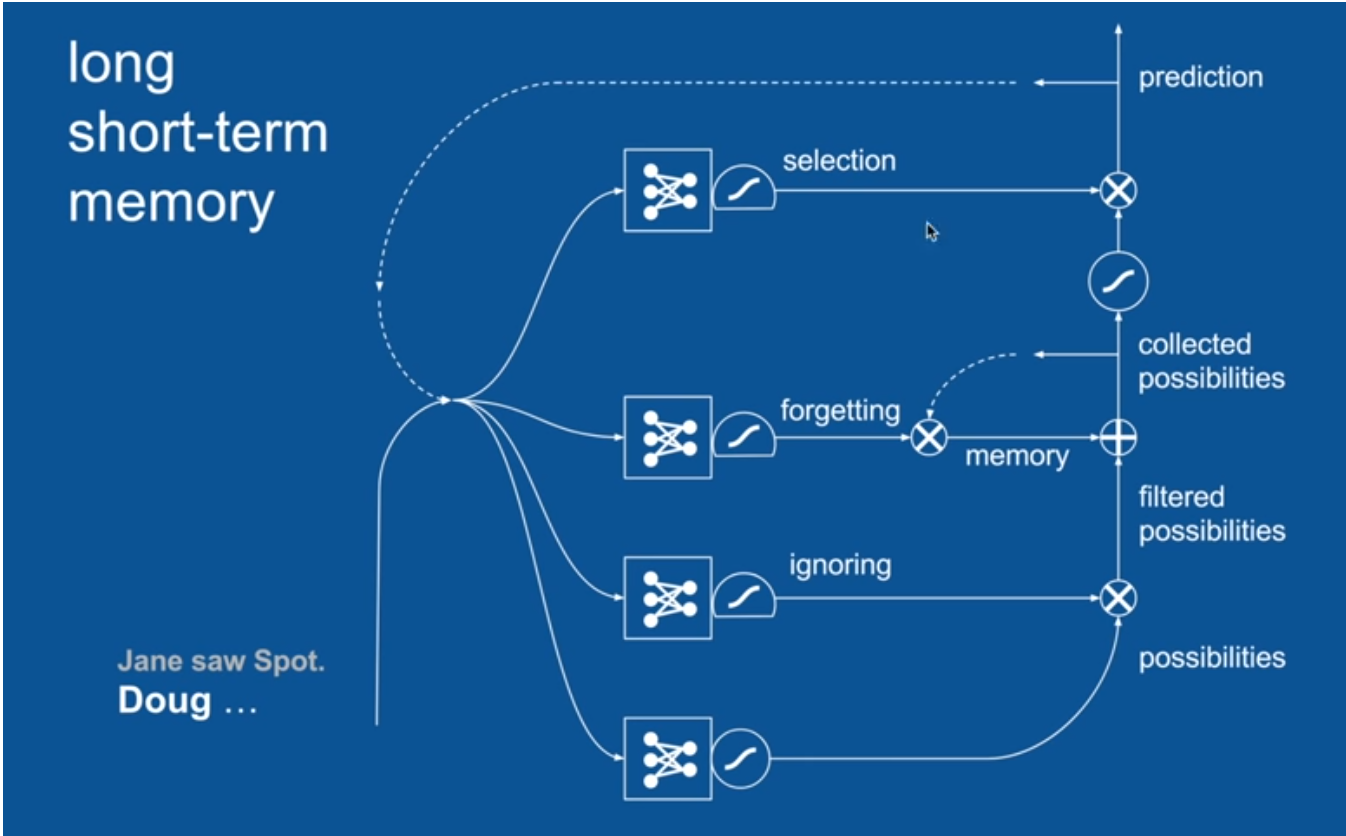 long
short-term
memory
prediction
selection
collected
possibilities
forgetting
memory
filtered
possibilities
ignoring
possibilities
Jane saw Spot.
Doug …